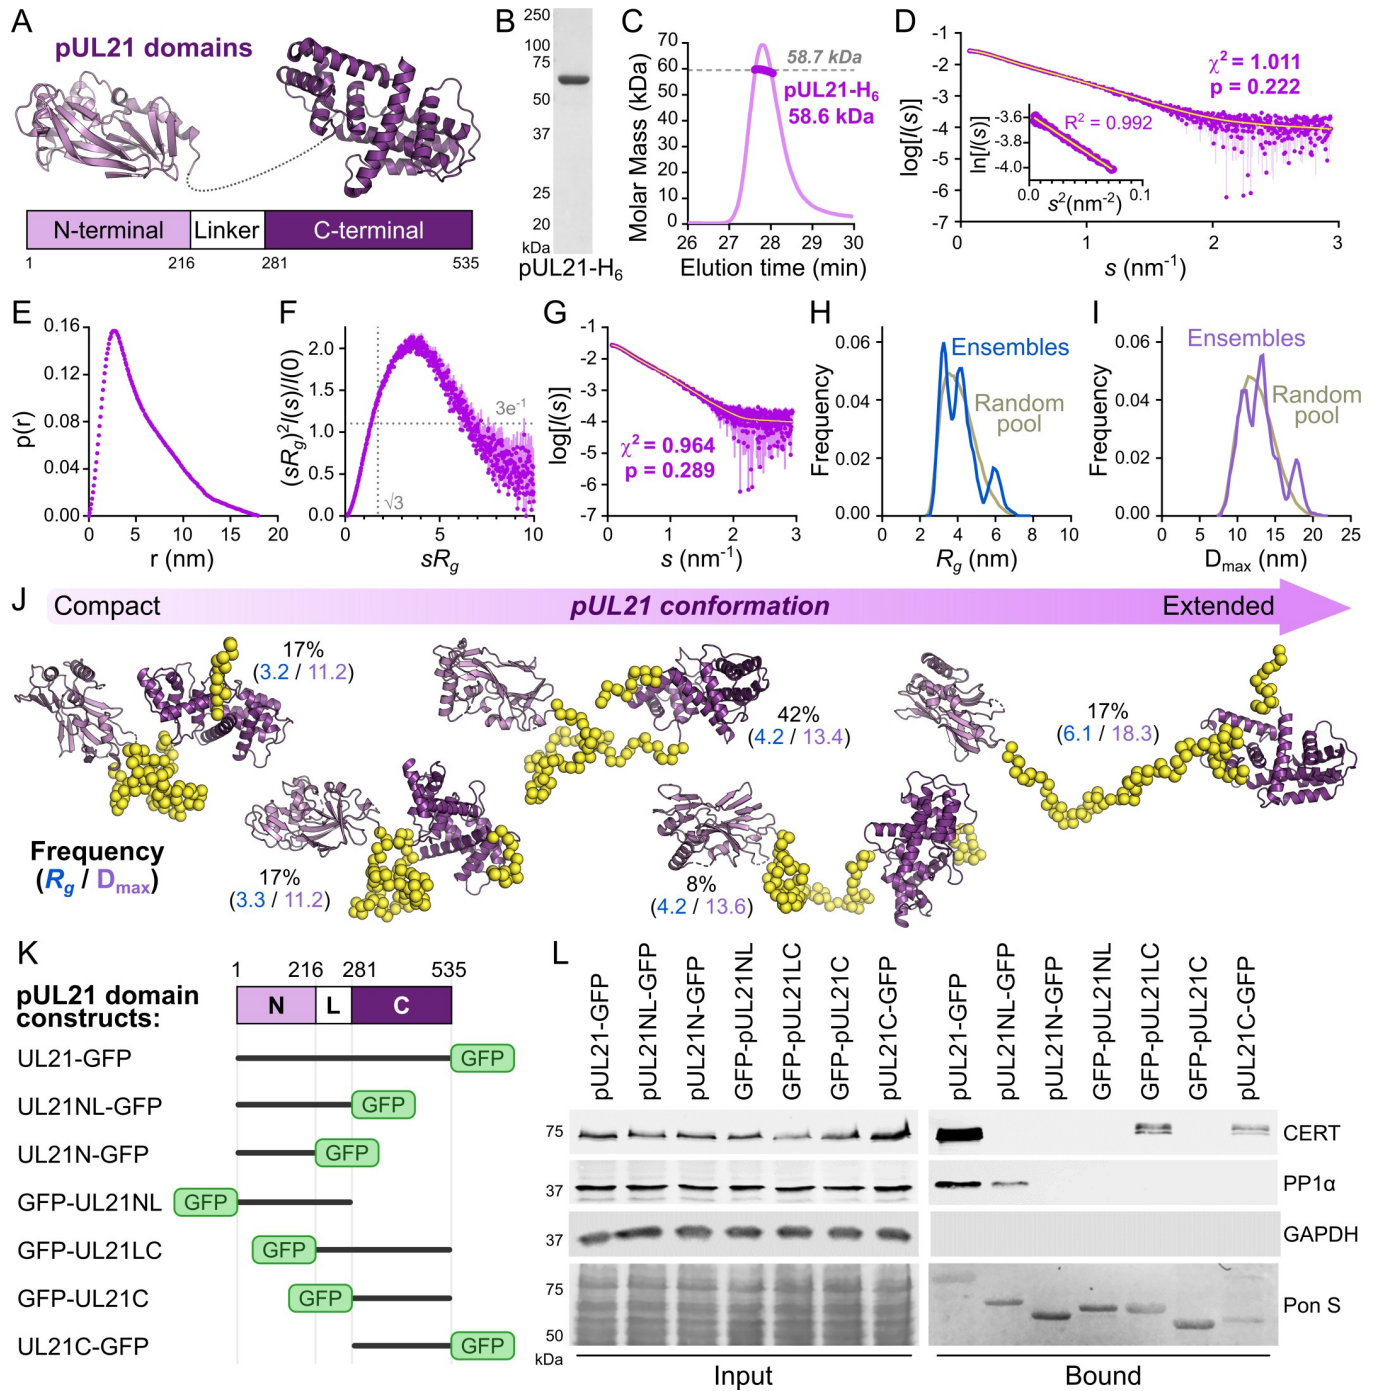 A
pUL21 domains
N-terminal
Linker
C-terminal
1
216
281
535
B
250
100
75
50
37
25
20
kDa
pUL21-H6
C
70
60
50
40
30
20
10
0
Molar Mass (kDa)
58.7 kDa
pUL21-H6
58.6 kDa
26 27 28 29 30
Elution time (min)
D
-1
-2
-3
-4
-5
-6
-7
log[I(s)]
χ2 = 1.011
p = 0.222
-3.6
-3.8
-4.0
ln[I(s)]
R2 = 0.992
0.0 0.1
s2(nm-2)
0 1 2 3
s (nm-1)
E
0.16
0.12
0.08
0.04
0.00
p(r)
0 5 10 15 20
r (nm)
F
2.0
1.5
1.0
0.5
0.0
(sRg)2I(s)/I(0)
3e-1
√3
0 5 10
sRg
G
-1
-2
-3
-4
-5
-6
-7
log[I(s)]
χ2 = 0.964
p = 0.289
0 1 2 3
s (nm-1)
H
0.06
0.04
0.02
0.00
Frequency
Ensembles
Random
pool
0 2 4 6 8 10
Rg (nm)
I
0.06
0.04
0.02
0.00
Frequency
Ensembles
Random
pool
0 5 10 15 20 25
Dmax (nm)
J
Compact
pUL21 conformation
Extended
17%
(3.2 / 11.2)
42%
(4.2 / 13.4)
17%
(6.1 / 18.3)
Frequency
(Rg / Dmax)
17%
(3.3 / 11.2)
8%
(4.2 / 13.6)
K
1 216 281 535
pUL21 domain
constructs:
N L C
UL21-GFP
GFP
UL21NL-GFP
GFP
UL21N-GFP
GFP
GFP-UL21NL
GFP
GFP-UL21LC
GFP
GFP-UL21C
GFP
UL21C-GFP
GFP
L
pUL21-GFP
pUL21NL-GFP
pUL21N-GFP
GFP-pUL21NL
GFP-pUL21LC
GFP-pUL21C
pUL21C-GFP
pUL21-GFP
pUL21NL-GFP
pUL21N-GFP
GFP-pUL21NL
GFP-pUL21LC
GFP-pUL21C
pUL21C-GFP
75
CERT
37
PP1α
37
GAPDH
75
50
kDa
Pon S
Input
Bound